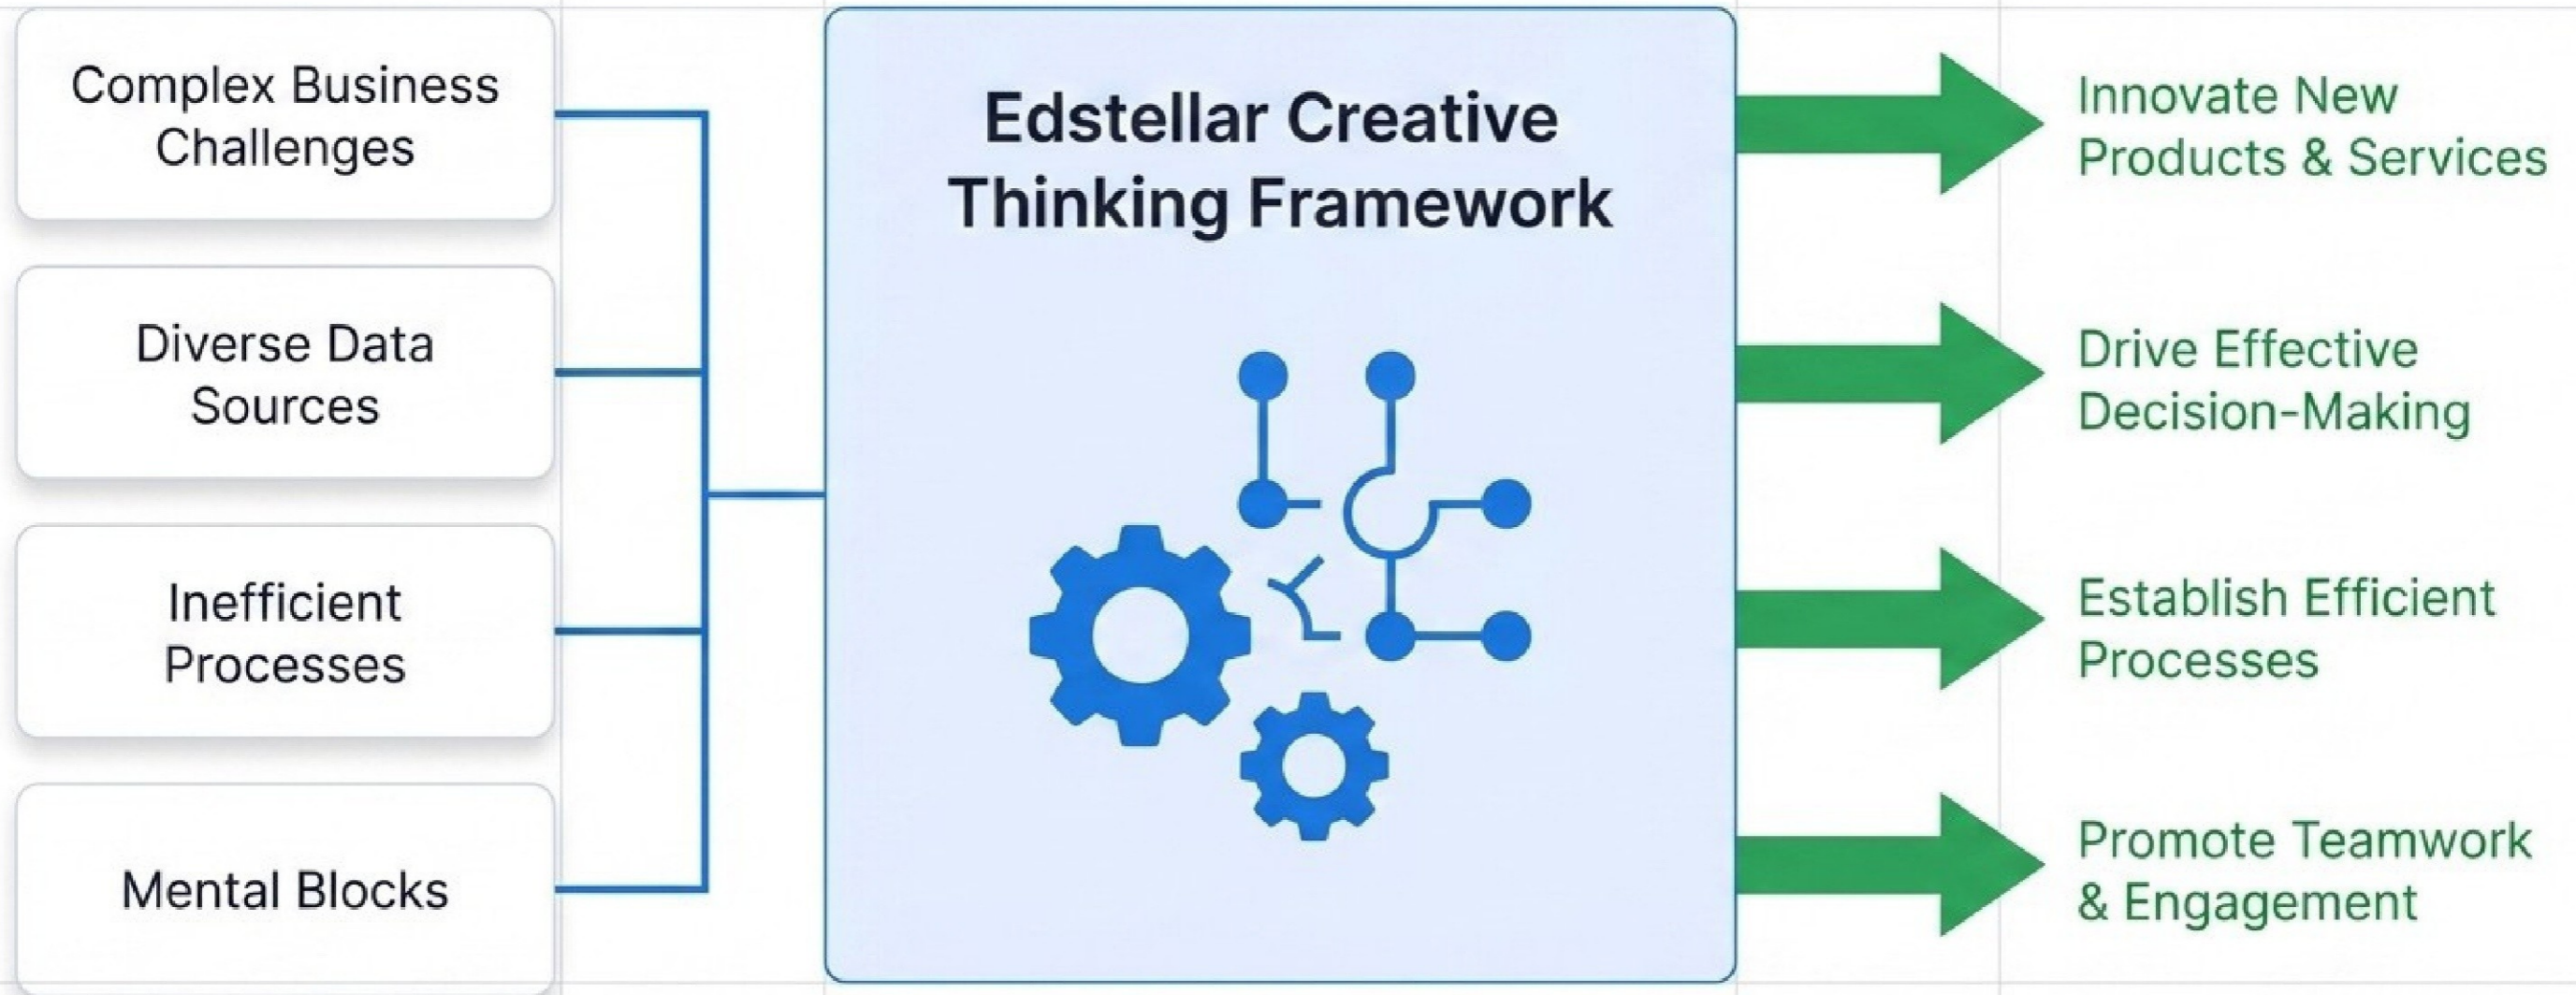 Complex Business
Challenges
Diverse Data
Sources
Inefficient
Processes
Mental Blocks
Edstellar Creative
Thinking Framework
Innovate New
Products & Services
Drive Effective
Decision-Making
Establish Efficient
Processes
Promote Teamwork
& Engagement